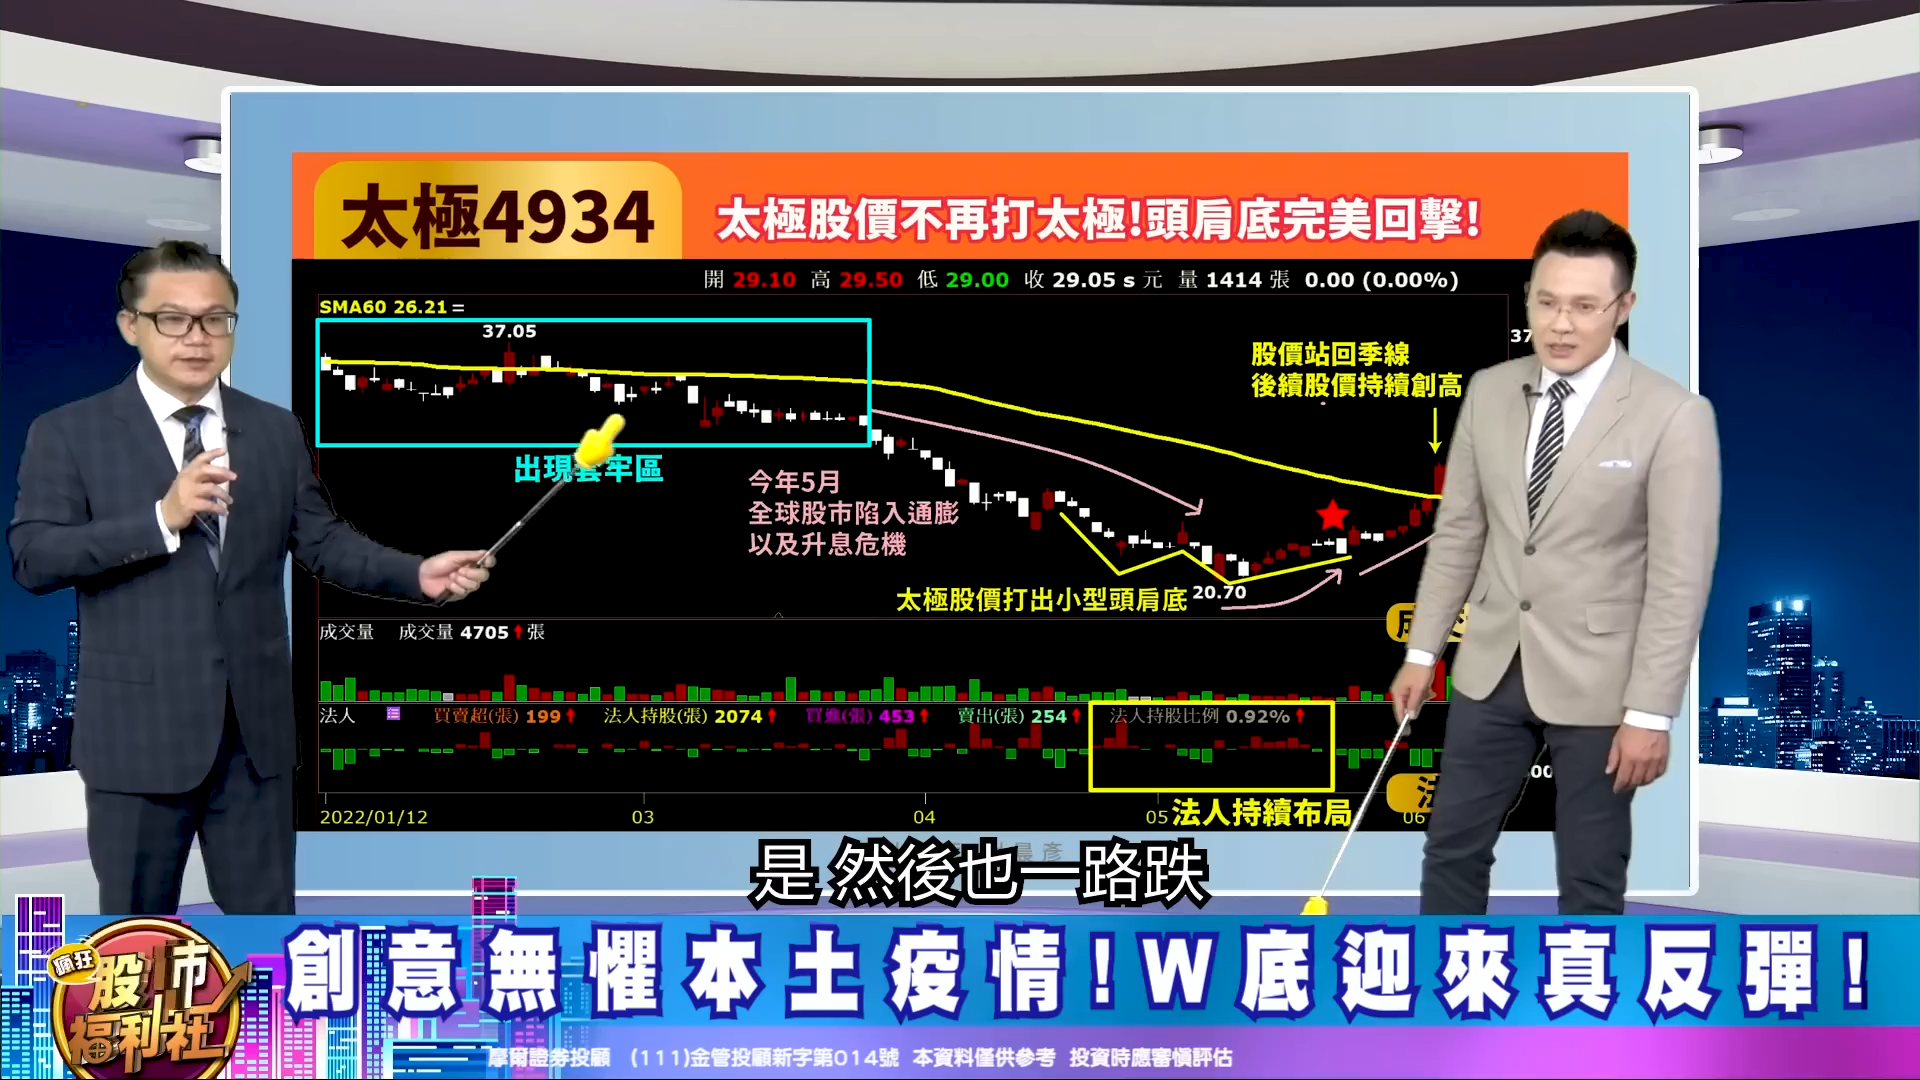 太極4934
太極股價不再打太極!頭肩底完美回擊!
開 29.10 高 29.50 低 29.00 收 29.05 s 元 量 1414 張 0.00 (0.00%)
SMA60 26.21 =
37.05
37
股價站回季線
後續股價持續創高
出現套牢區
今年5月
全球股市陷入通膨
以及升息危機
太極股價打出小型頭肩底
20.70
成交量 成交量 4705 張
法人 買賣超(張) 199 法人持股(張) 2074 買進(張) 453 賣出(張) 254 法人持股比例 0.92%
2022/01/12 03 04 05 06
法人持續布局
是 然後也一路跌
創意無懼本土疫情!W底迎來真反彈!
瘋狂
股市
福利社
摩爾證券投顧 (111)金管投顧新字第014號 本資料僅供參考 投資時應審慎評估